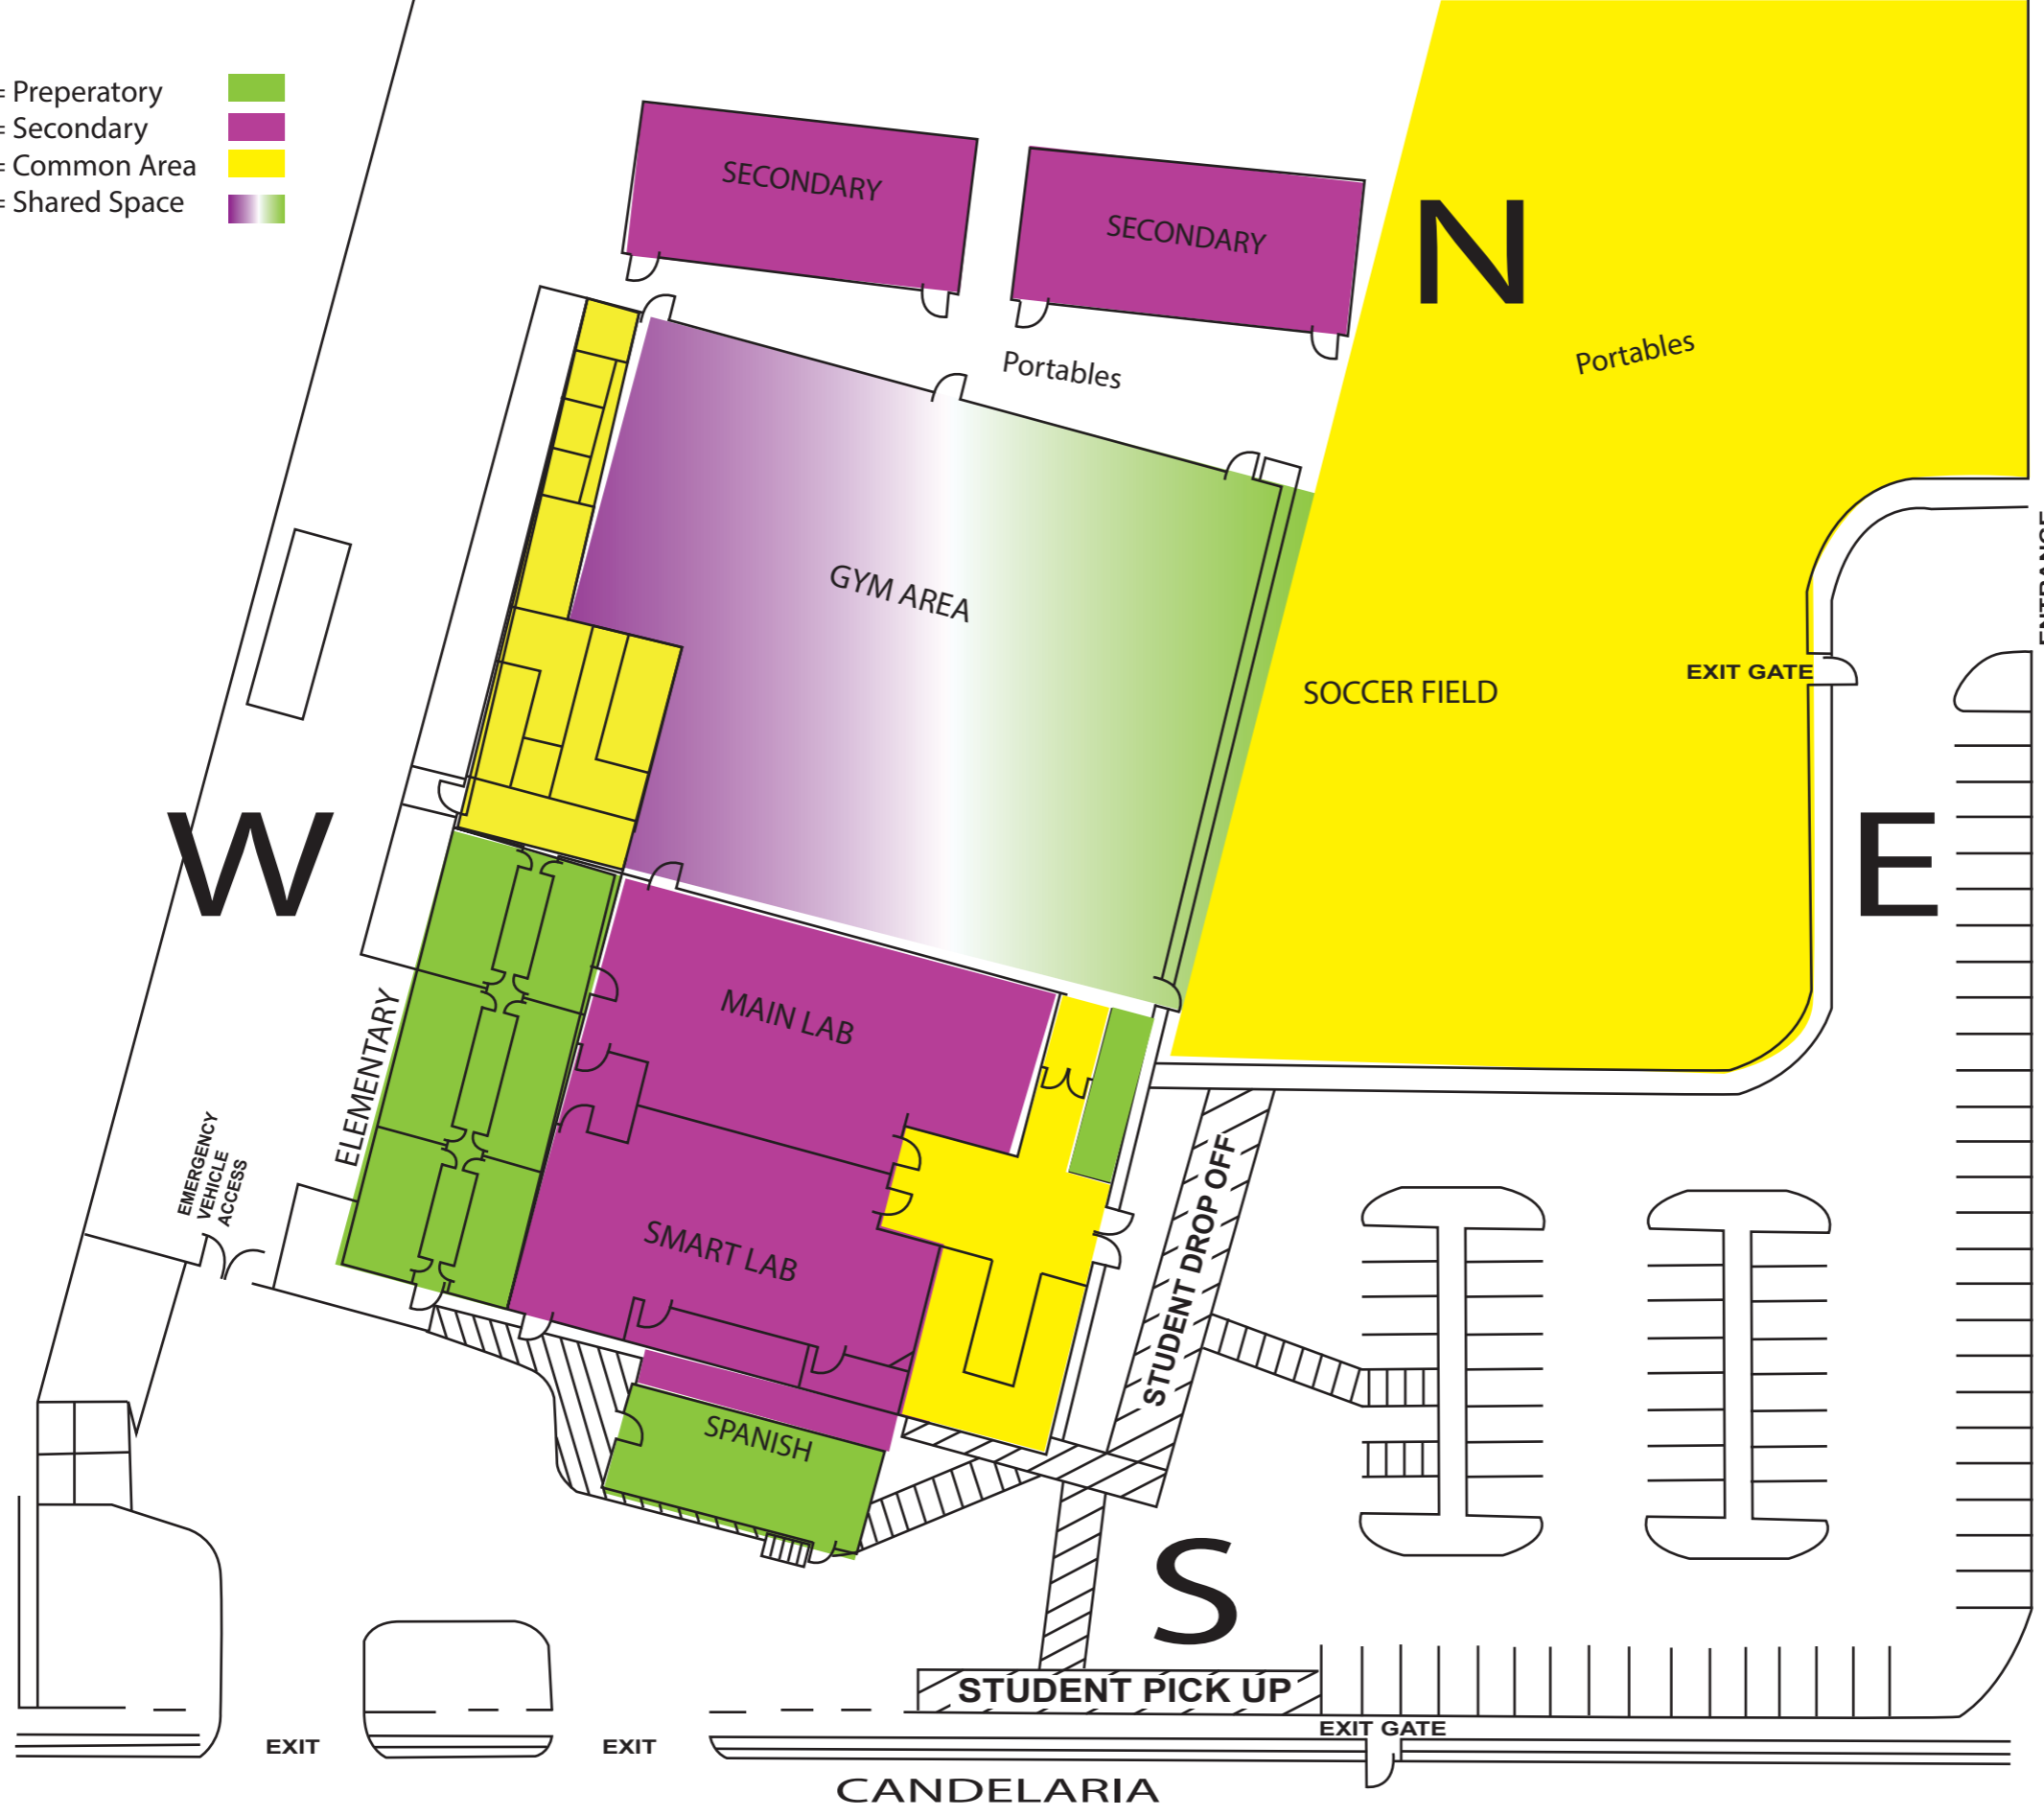 = Preperatory
= Secondary
= Common Area
= Shared Space
SECONDARY
SECONDARY
N
Portables
Portables
GYM AREA
SOCCER FIELD
EXIT GATE
ENTRANCE
W
E
MAIN LAB
ELEMENTARY
EMERGENCY
VEHICLE
ACCESS
SMART LAB
STUDENT DROP OFF
SPANISH
S
STUDENT PICK UP
EXIT GATE
EXIT
EXIT
CANDELARIA